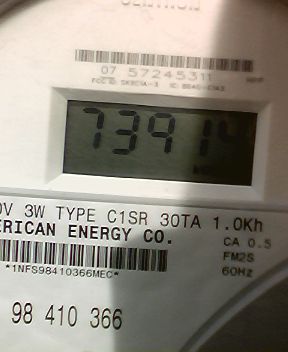 CENTRON
07 57245311
73914
0V 3W TYPE C1SR 30TA 1.0Kh
ERICAN ENERGY CO.
CA 0.5
*1NFS98410366MEC*
FM2S
60Hz
98 410 366